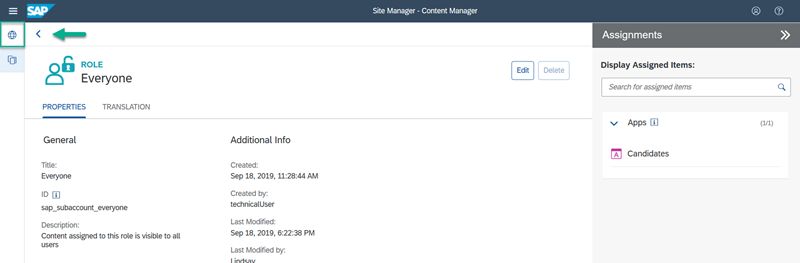 SAP
Site Manager - Content Manager
Assignments
ROLE
Everyone
Edit
Delete
Display Assigned Items:
Search for assigned items
PROPERTIES
TRANSLATION
Apps
(1/1)
A
Candidates
General
Additional Info
Title:
Everyone
Created:
Sep 18, 2019, 11:28:44 AM
ID
sap_subaccount_everyone
Created by:
technicalUser
Description:
Content assigned to this role is visible to all
users
Last Modified:
Sep 18, 2019, 6:22:38 PM
Last Modified by:
Lindsay